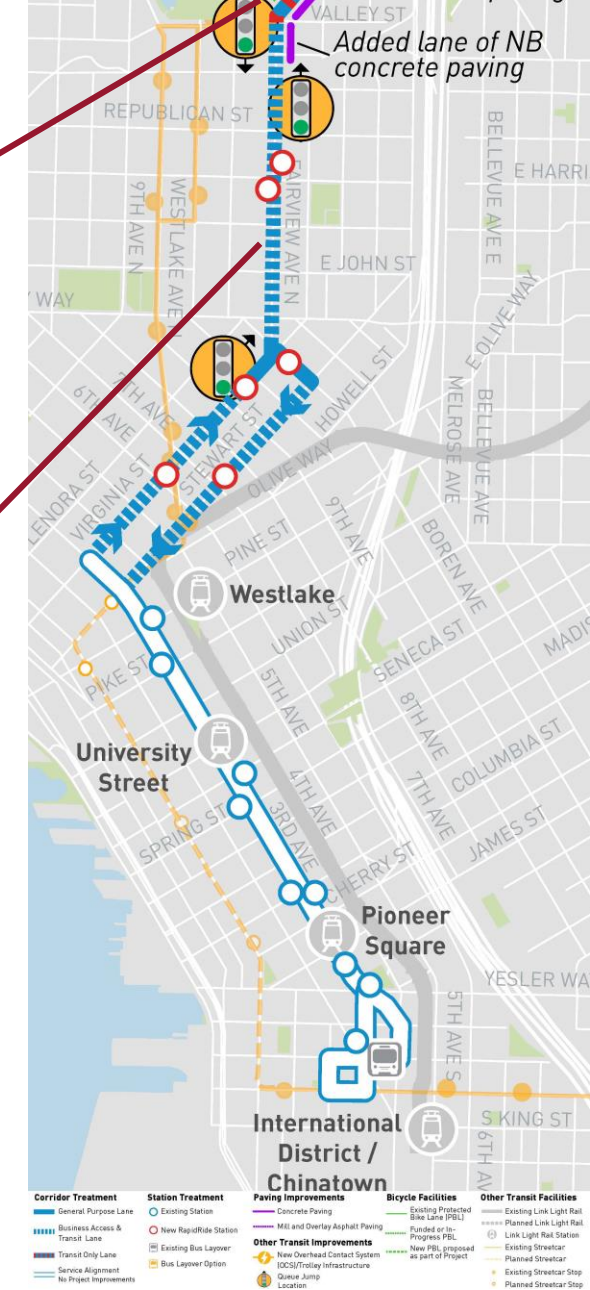 VALLEY ST
Added lane of NB
concrete paving
REPUBLICAN ST
BELLEVUE AVE E
E HARRI
9TH AVE N
WESTLAKE AVE N
FAIRVIEW AVE N
E JOHN ST
WAY
E OLIVE WAY
7TH AVE
6TH AVE
HOWELL ST
MELROSE AVE
BELLEVUE AVE
STEWART ST
OLIVE WAY
LENORA ST
VIRGINIA ST
9TH AVE
PINE ST
BOREN AVE
Westlake
UNION ST
SENECA ST
MADIS
PIKE ST
5TH AVE
8TH AVE
University
Street
COLUMBIA ST
4TH AVE
7TH AVE
SPRING ST
3RD AVE
JAMES ST
CHERRY ST
Pioneer
Square
YESLER WA
5TH AVE S
International
District /
Chinatown
S KING ST
6TH AV
Corridor Treatment
General Purpose Lane
Business Access &
Transit Lane
Transit Only Lane
Service Alignment
No Project Improvements
Station Treatment
Existing Station
New RapidRide Station
Existing Bus Layover
Bus Layover Option
Paving Improvements
Concrete Paving
Mill and Overlay Asphalt Paving
Other Transit Improvements
New Overhead Contact System
(OCS)/Trolley Infrastructure
Queue Jump
Location
Bicycle Facilities
Existing Protected
Bike Lane (PBL)
Funded or In-
Progress PBL
New PBL proposed
as part of Project
Other Transit Facilities
Existing Link Light Rail
Planned Link Light Rail
Link Light Rail Station
Existing Streetcar
Planned Streetcar
Existing Streetcar Stop
Planned Streetcar Stop